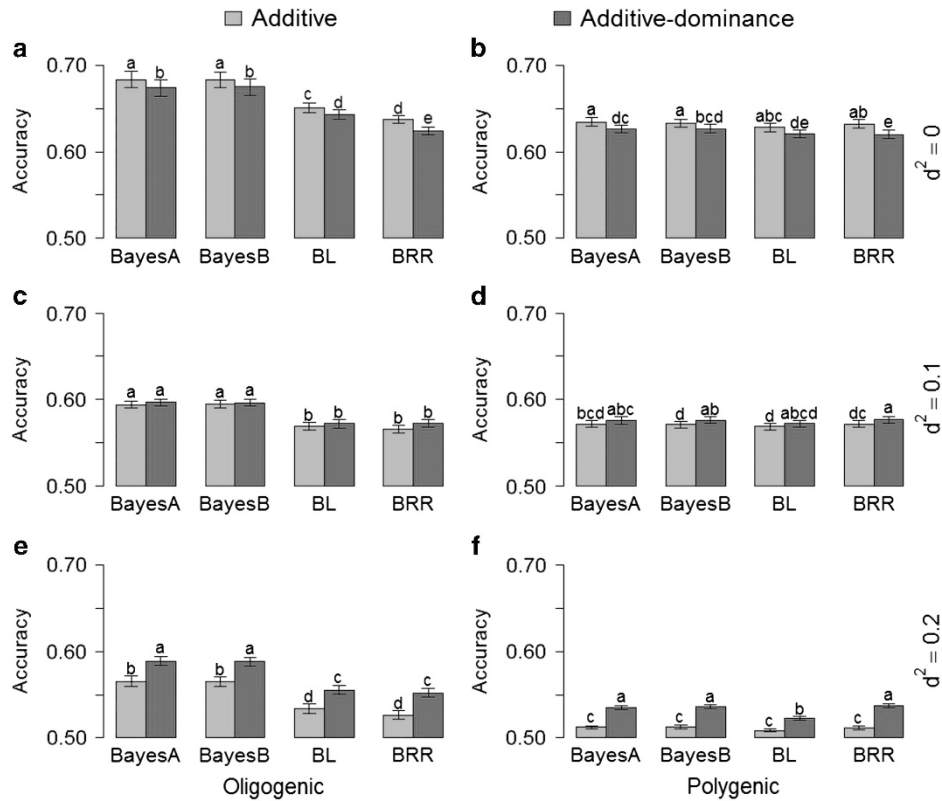 Additive Additive-dominance
a
0.70
0.60
0.50
Accuracy
a b a b c d d e
BayesA BayesB BL BRR
b
0.70
0.60
0.50
Accuracy
a dc a bcd abc de ab e
BayesA BayesB BL BRR
d² = 0
c
0.70
0.60
0.50
Accuracy
a a a a b b b b
BayesA BayesB BL BRR
d
0.70
0.60
0.50
Accuracy
bcd abc d ab d abcd dc a
BayesA BayesB BL BRR
d² = 0.1
e
0.70
0.60
0.50
Accuracy
b a b a d c d c
BayesA BayesB BL BRR
Oligogenic
f
0.70
0.60
0.50
Accuracy
c a c a c b c a
BayesA BayesB BL BRR
Polygenic
d² = 0.2